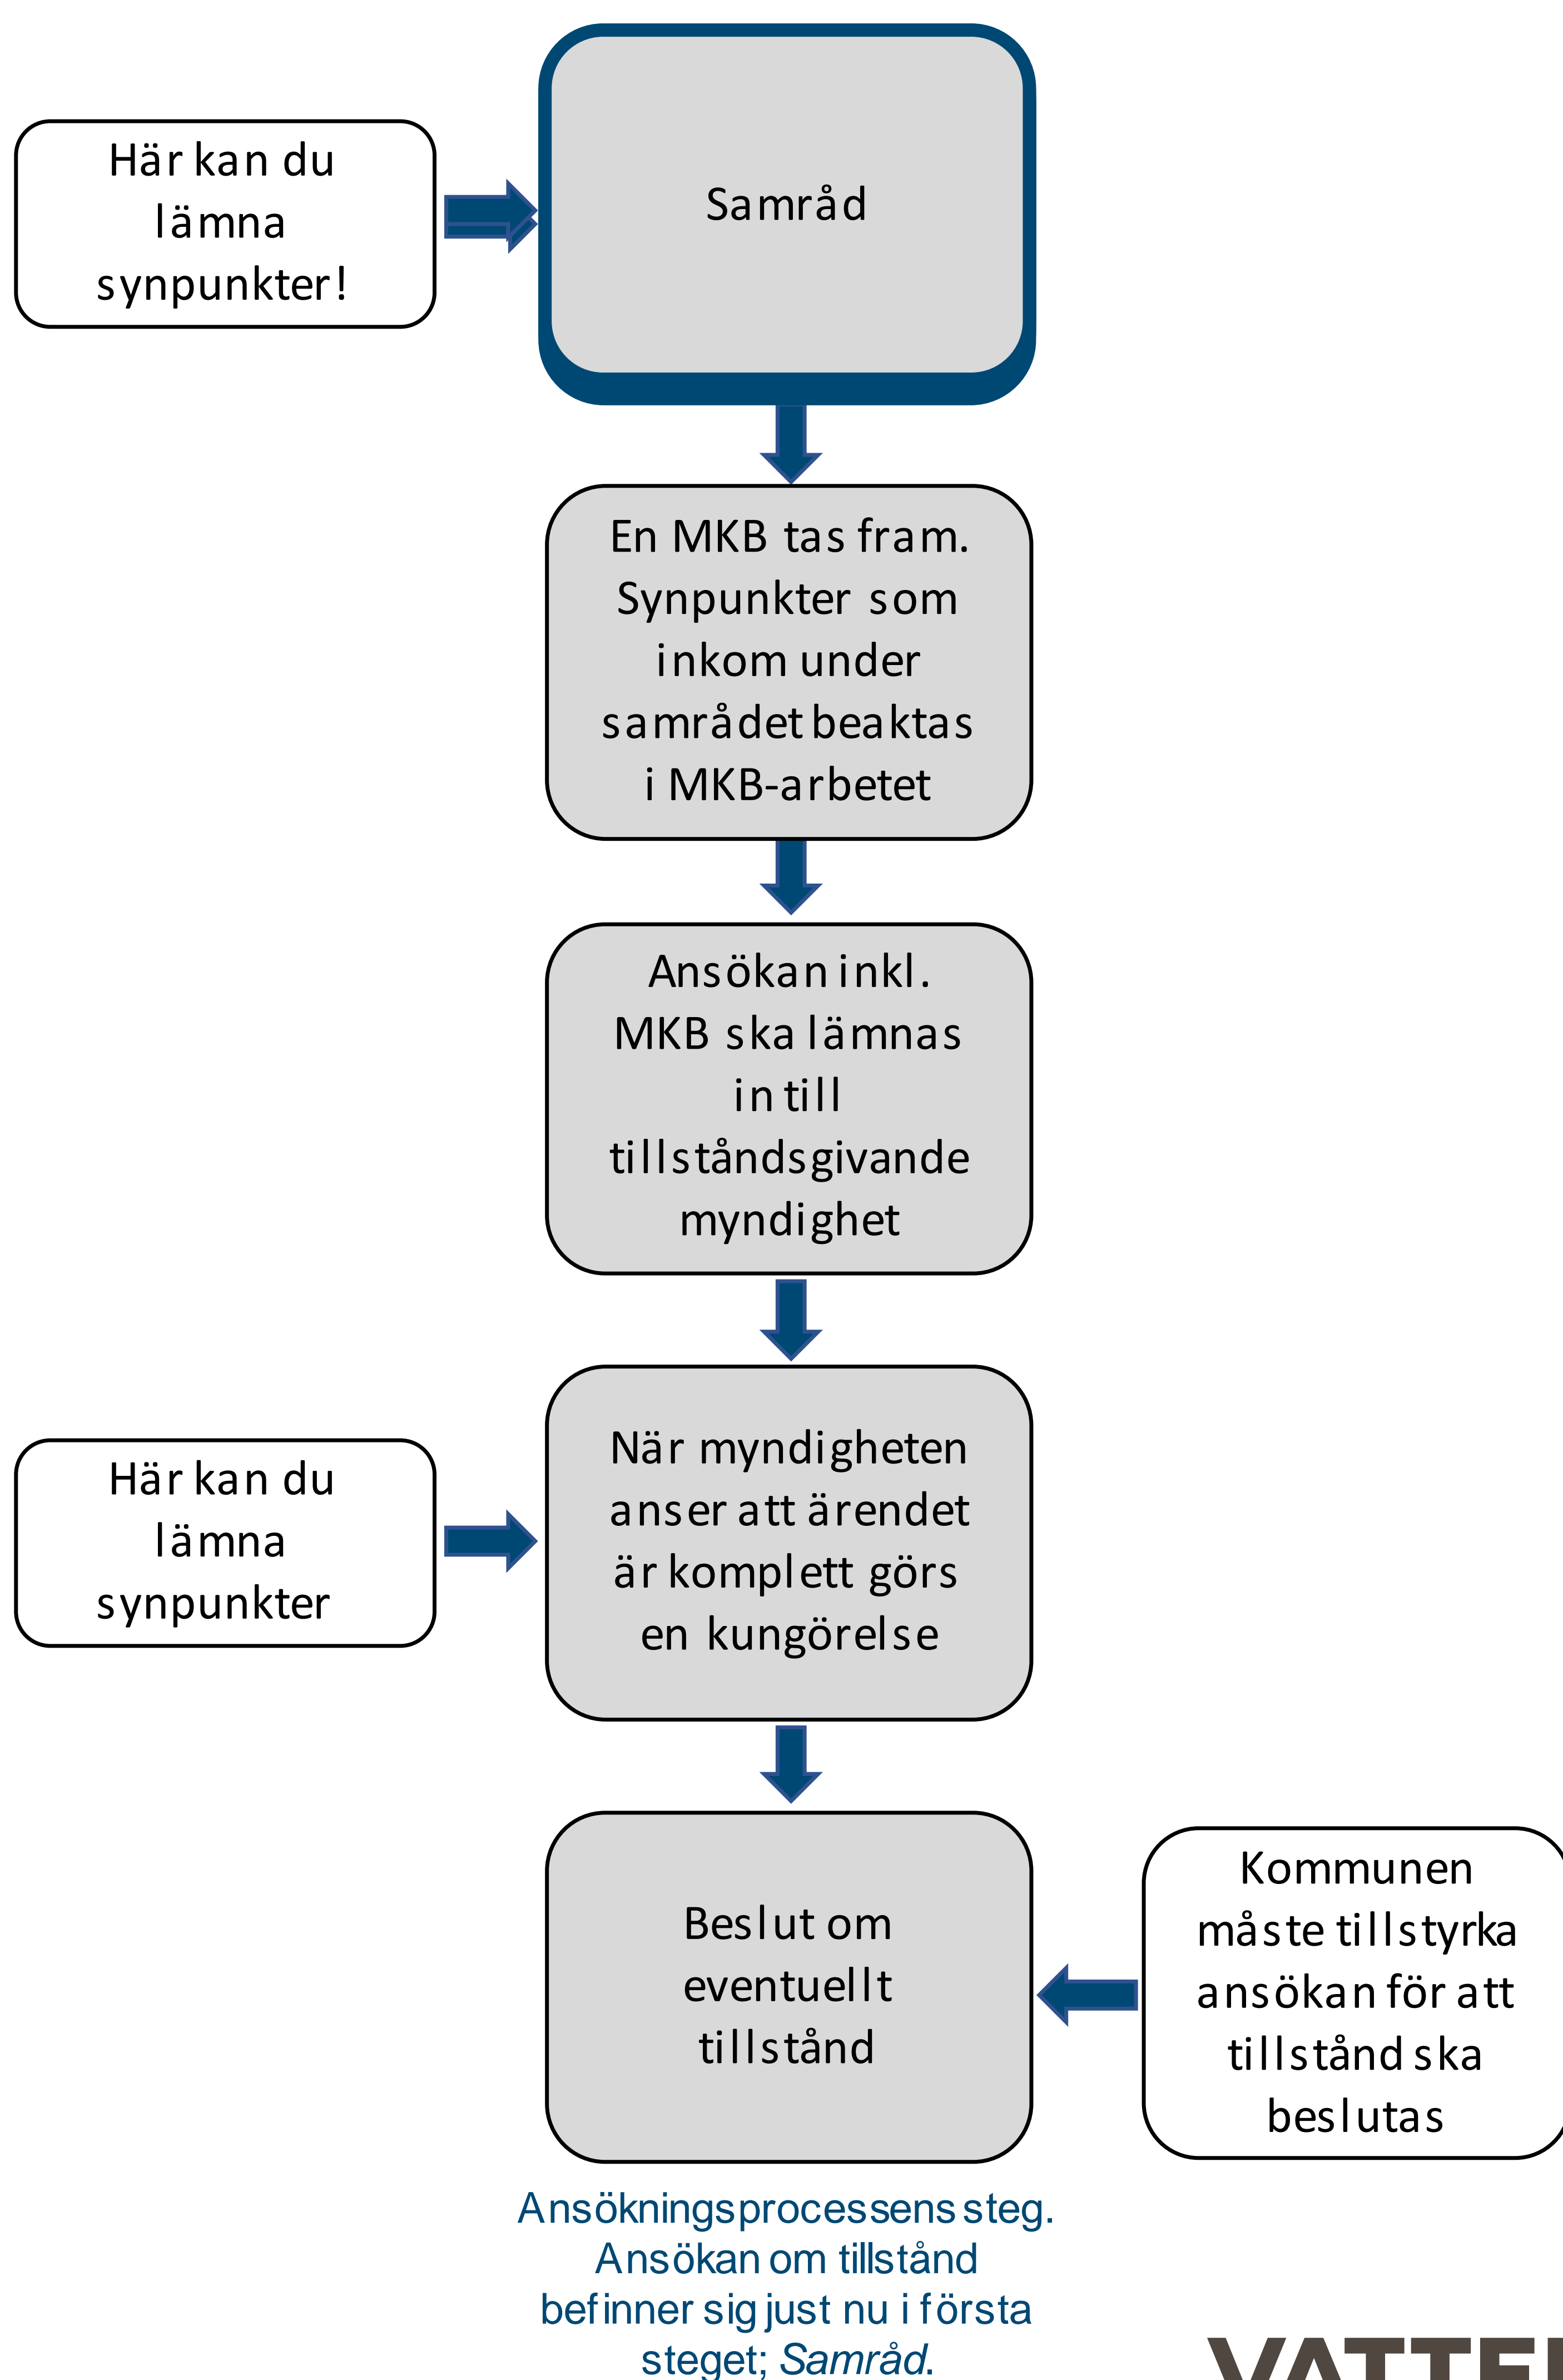 Här kan du
lämna
synpunkter!
Samråd
En MKB tas fram.
Synpunkter som
inkom under
samrådet beaktas
i MKB-arbetet
Ansökan inkl.
MKB ska lämnas
in till
tillståndsgivande
myndighet
Här kan du
lämna
synpunkter
När myndigheten
anser att ärendet
är komplett görs
en kungörelse
Beslut om
eventuellt
tillstånd
Kommunen
måste tillstyrka
ansökan för att
tillstånd ska
beslutas
Ansökningsprocessens steg.
Ansökan om tillstånd
befinner sig just nu i första
steget; Samråd.